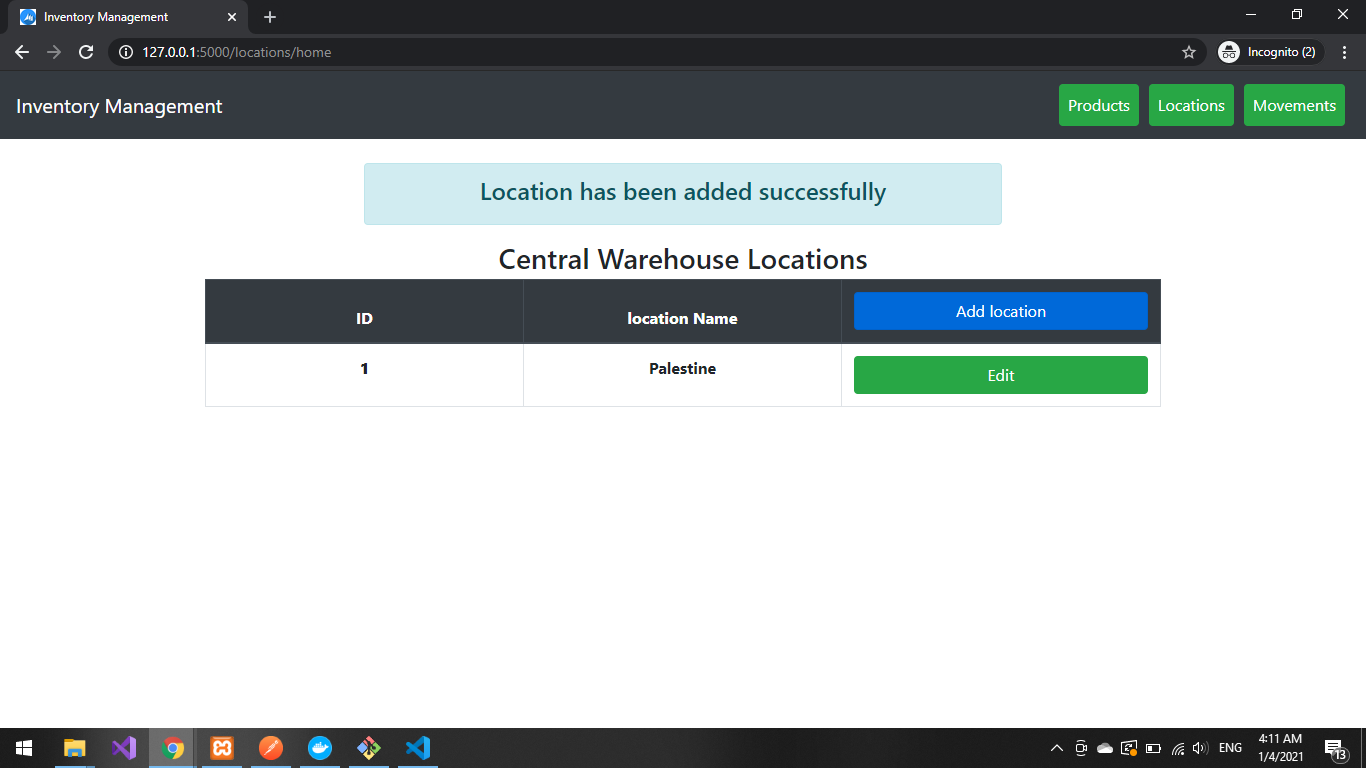 Inventory Management
127.0.0.1:5000/locations/home
Incognito (2)
Inventory Management
Products
Locations
Movements
Location has been added successfully
Central Warehouse Locations
ID
location Name
Add location
1
Palestine
Edit
ENG
4:11 AM
1/4/2021
13